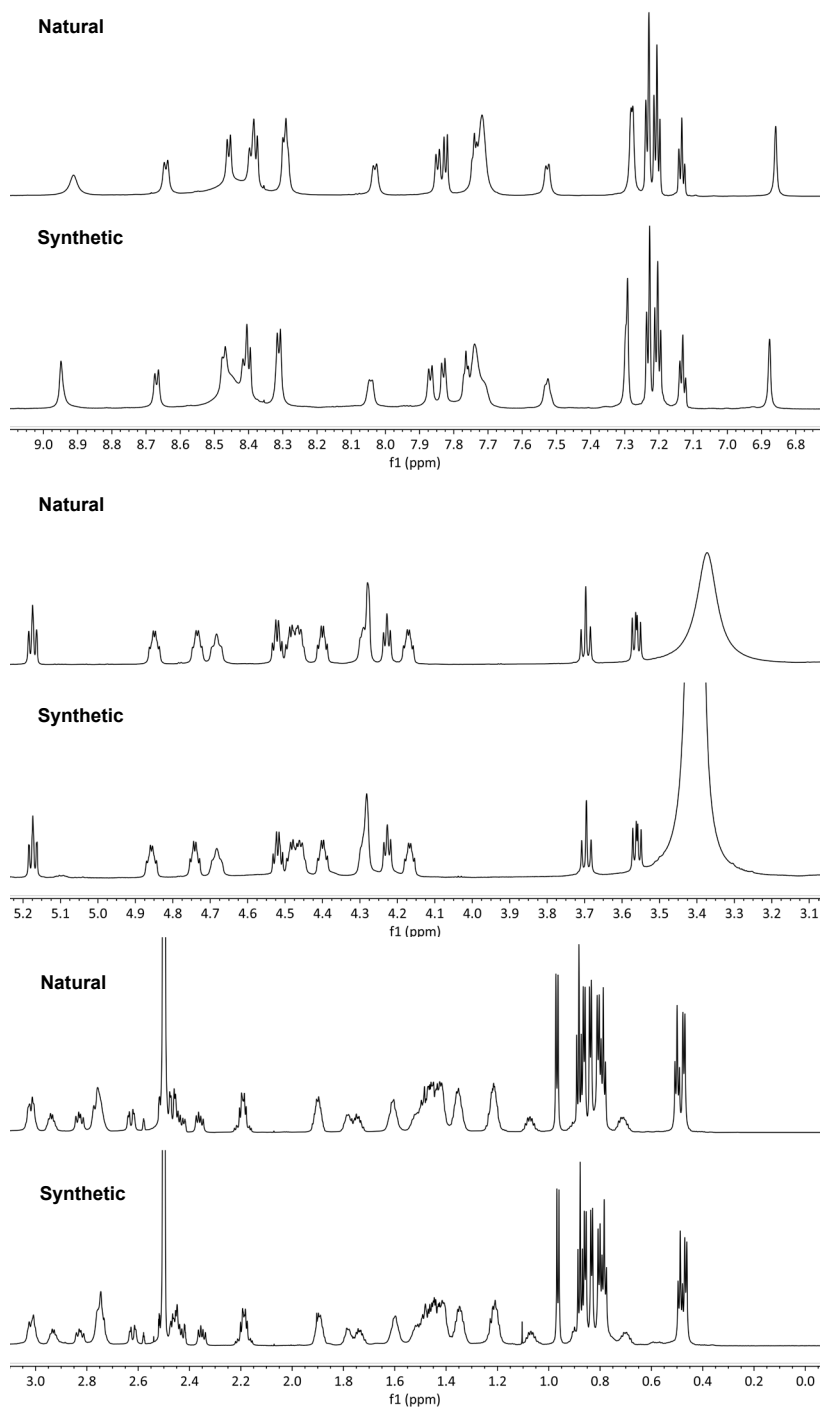 Natural
Synthetic
9.0 8.9 8.8 8.7 8.6 8.5 8.4 8.3 8.2 8.1 8.0 7.9 7.8 7.7 7.6 7.5 7.4 7.3 7.2 7.1 7.0 6.9 6.8
f1 (ppm)
Natural
Synthetic
5.2 5.1 5.0 4.9 4.8 4.7 4.6 4.5 4.4 4.3 4.2 4.1 4.0 3.9 3.8 3.7 3.6 3.5 3.4 3.3 3.2 3.1
f1 (ppm)
Natural
Synthetic
3.0 2.8 2.6 2.4 2.2 2.0 1.8 1.6 1.4 1.2 1.0 0.8 0.6 0.4 0.2 0.0
f1 (ppm)